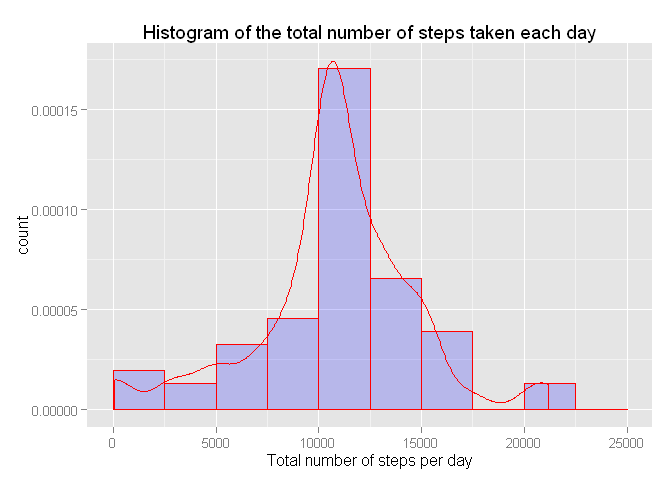 Histogram of the total number of steps taken each day
count
0.00015
0.00010
0.00005
0.00000
0 5000 10000 15000 20000 25000
Total number of steps per day